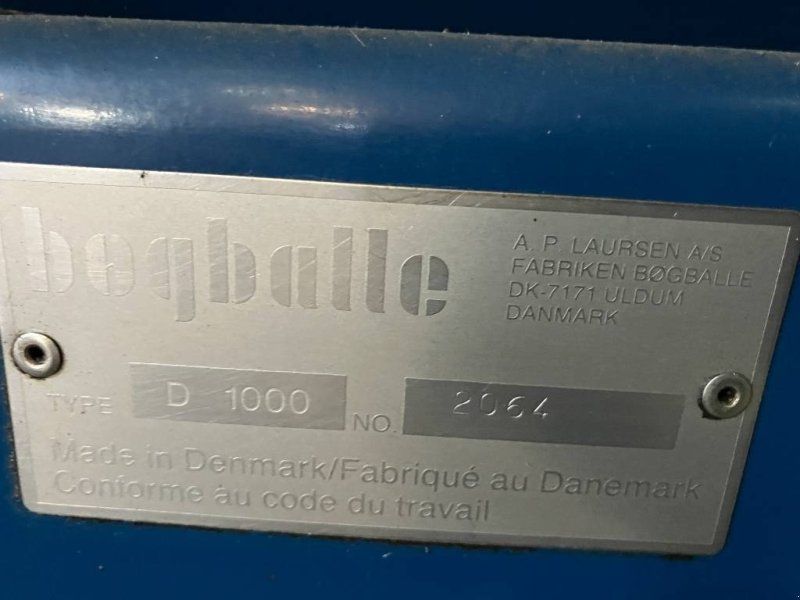 bogballe
A. P. LAURSEN A/S
FABRIKEN BØGBALLE
DK-7171 ULDUM
DANMARK
TYPE D 1000 NO. 2064
Made in Denmark/Fabriqué au Danemark
Conforme au code du travail